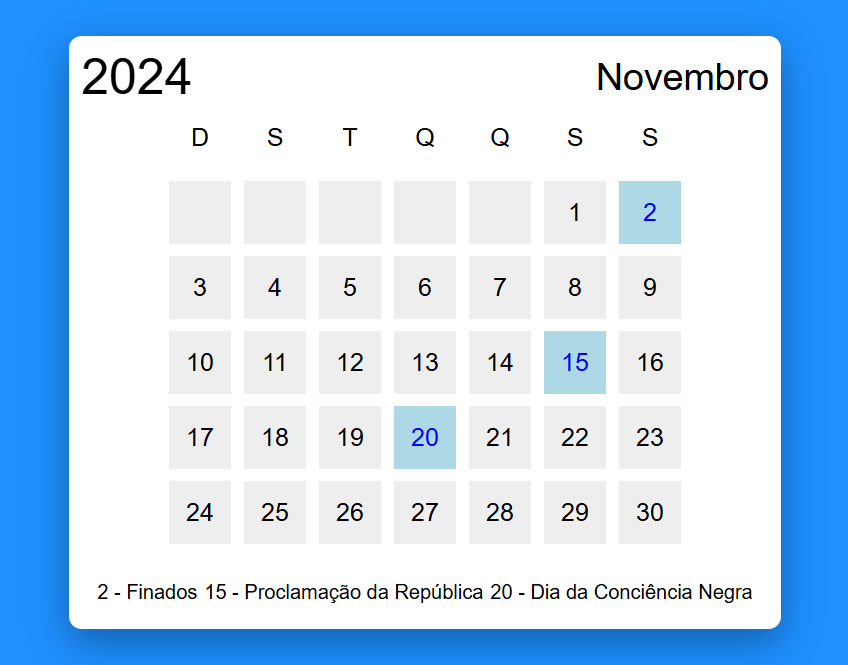 2024 Novembro
D S T Q Q S S
1 2
3 4 5 6 7 8 9
10 11 12 13 14 15 16
17 18 19 20 21 22 23
24 25 26 27 28 29 30
2 - Finados 15 - Proclamação da República 20 - Dia da Conciência Negra